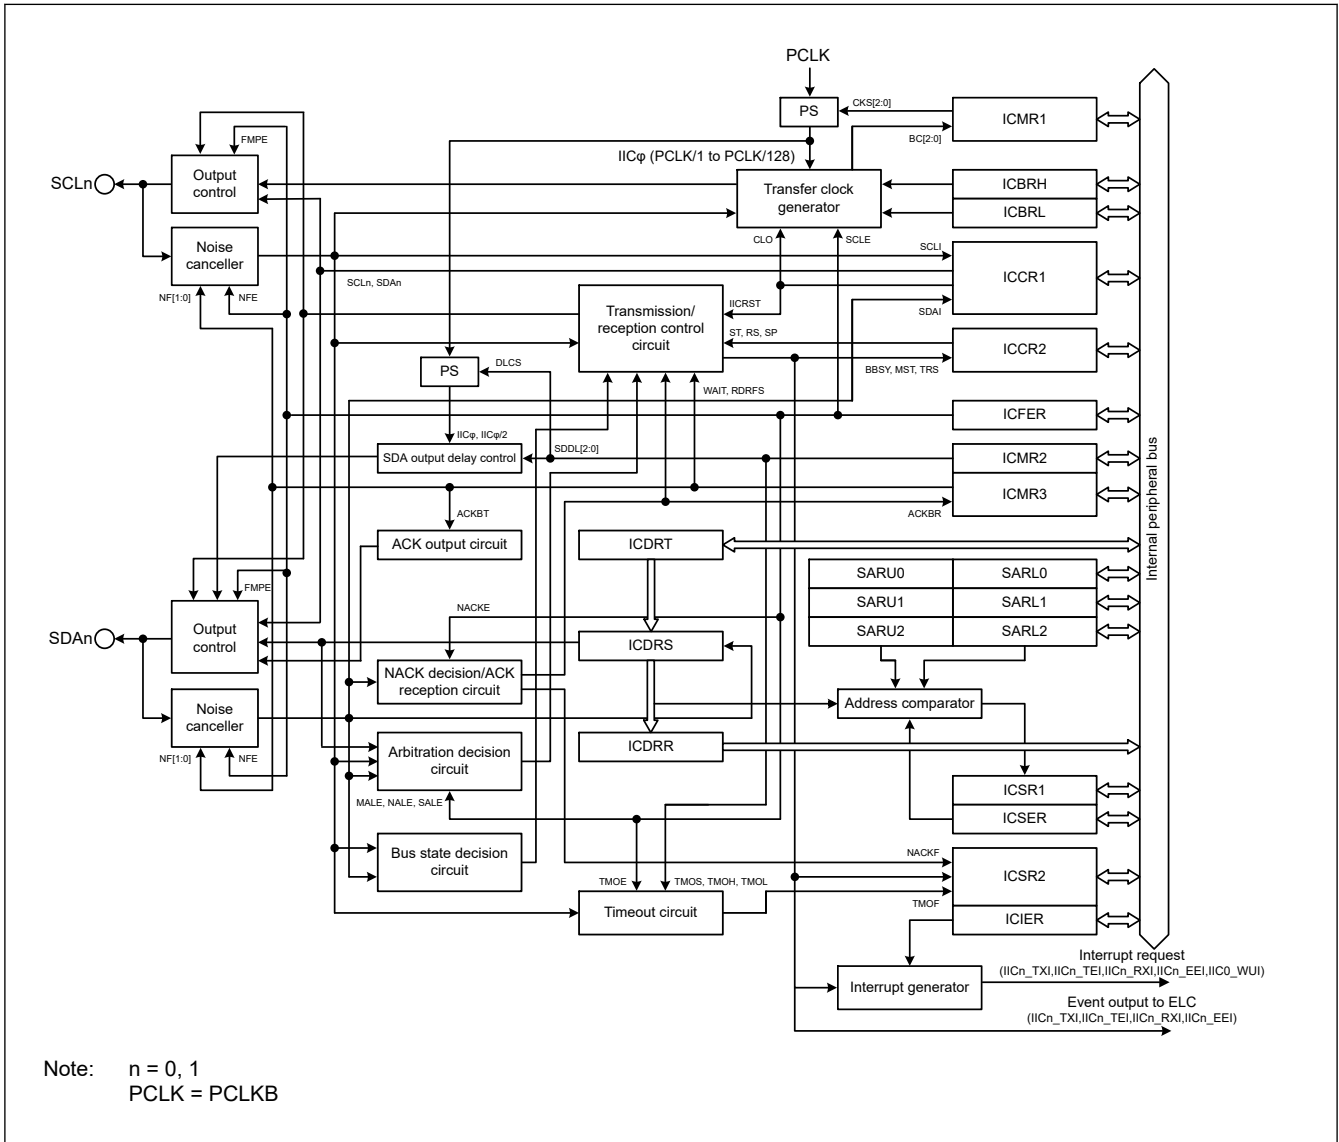 PCLK
PS
CKS[2:0]
ICMR1
BC[2:0]
FMPE
IICφ (PCLK/1 to PCLK/128)
SCLn
Output
control
Transfer clock
generator
ICBRH
ICBRL
Noise
canceller
CLO
SCLE
SCLI
ICCR1
SCLn, SDAn
NF[1:0]
NFE
IICRST
SDAI
Transmission/
reception control
circuit
ST, RS, SP
ICCR2
BBSY, MST, TRS
PS
DLCS
WAIT, RDRFS
ICFER
IICφ, IICφ/2
SDA output delay control
SDDL[2:0]
ICMR2
ICMR3
ACKBT
ACKBR
ACK output circuit
ICDRT
Internal peripheral bus
SARU0
SARL0
FMPE
SARU1
SARL1
NACKE
SDAn
Output
control
ICDRS
SARU2
SARL2
NACK decision/ACK
reception circuit
Noise
canceller
Address comparator
NF[1:0]
NFE
Arbitration decision
circuit
ICDRR
MALE, NALE, SALE
ICSR1
ICSER
Bus state decision
circuit
NACKF
ICSR2
TMOE
TMOS, TMOH, TMOL
TMOF
Timeout circuit
ICIER
Interrupt generator
Interrupt request
(IICn_TXI,IICn_TEI,IICn_RXI,IICn_EEI,IIC0_WUI)
Event output to ELC
(IICn_TXI,IICn_TEI,IICn_RXI,IICn_EEI)
Note: n = 0, 1
PCLK = PCLKB